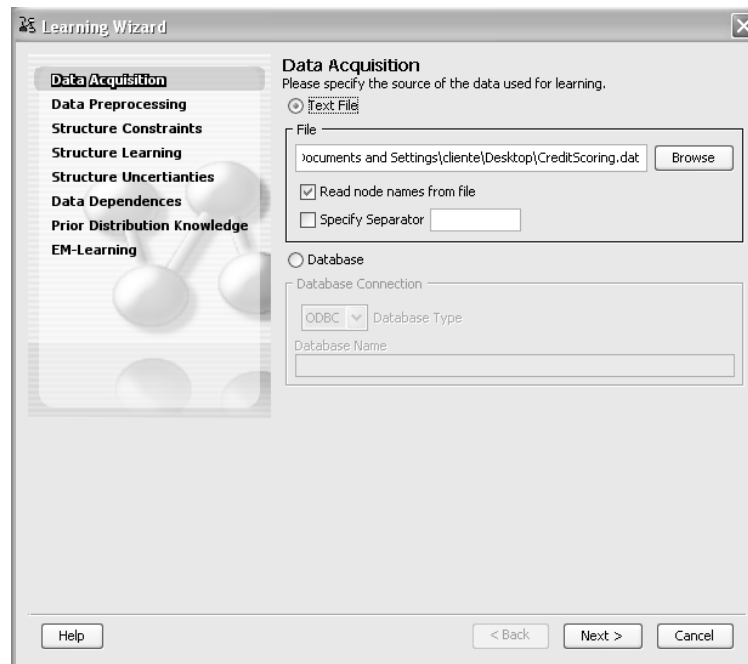 Learning Wizard
Data Acquisition
Data Preprocessing
Structure Constraints
Structure Learning
Structure Uncertianties
Data Dependences
Prior Distribution Knowledge
EM-Learning
Data Acquisition
Please specify the source of the data used for learning.
Text File
File
ocuments and Settings\cliente\Desktop\CreditScoring.dat Browse
Read node names from file
Specify Separator
Database
Database Connection
ODBC Database Type
Database Name
Help < Back Next > Cancel